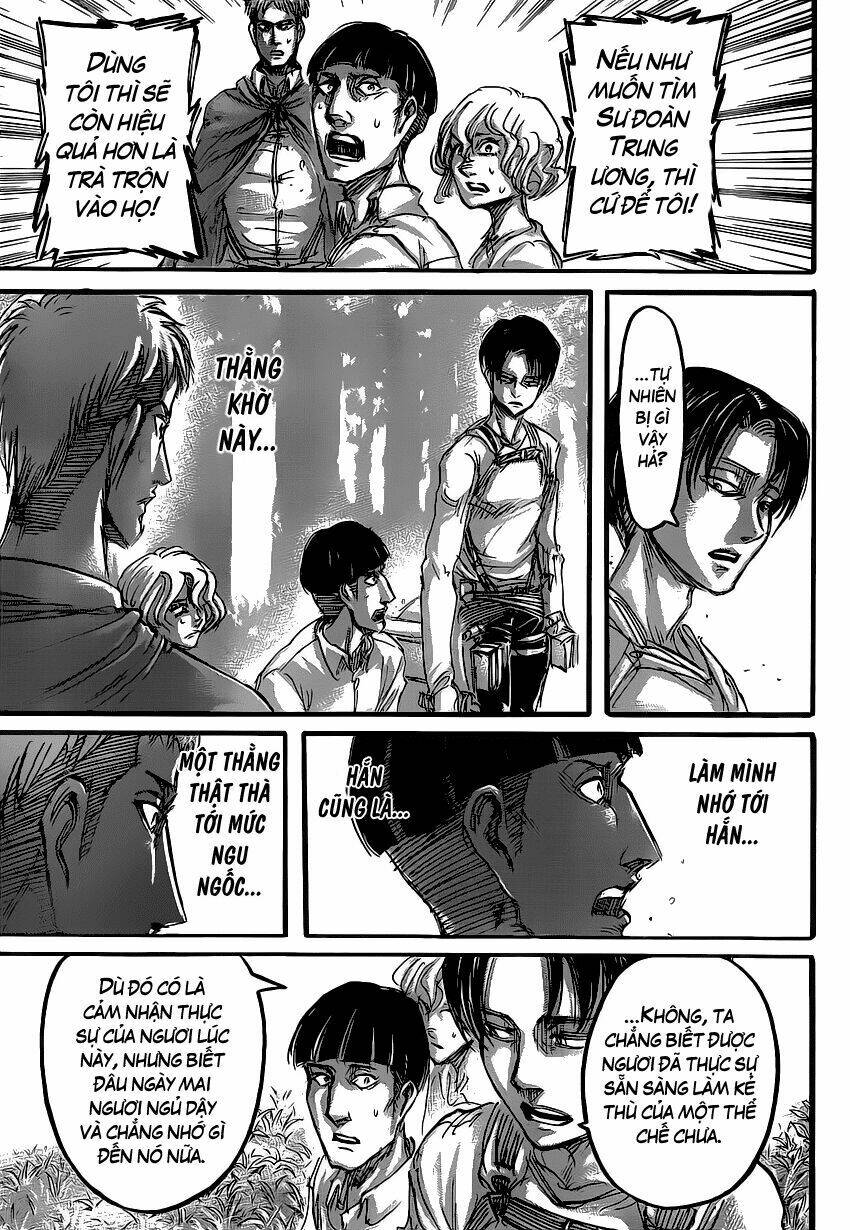 NẾU NHƯ
MUỐN TÌM
SƯ ĐOÀN
TRUNG
ƯƠNG, THÌ
CỨ ĐỂ TÔI!
DÙNG
TÔI THÌ SẼ
CÒN HIỆU
QUẢ HƠN LÀ
TRÀ TRỘN
VÀO HỌ!
...TỰ
NHIÊN
BỊ GÌ
VẬY
HẢ?
THẰNG
KHỜ
NÀY...
LÀM MÌNH
NHỚ TỚI
HẮN...
HẮN
CŨNG LÀ...
MỘT THẰNG
THẬT THÀ
TỚI MỨC
NGU
NGỐC...
...KHÔNG, TA
CHẲNG BIẾT ĐƯỢC
NGƯƠI ĐÃ THỰC SỰ
SẴN SÀNG LÀM KẺ
THÙ CỦA MỘT THỂ
CHẾ CHƯA.
DÙ ĐÓ CÓ LÀ
CẢM NHẬN THỰC
SỰ CỦA NGƯƠI LÚC
NÀY, NHƯNG BIẾT
ĐÂU NGÀY MAI
NGƯƠI NGỦ DẬY
VÀ CHẲNG NHỚ GÌ
ĐẾN NÓ NỮA.